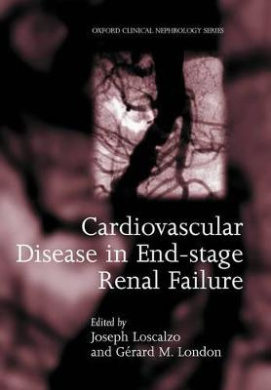 OXFORD CLINICAL NEPHROLOGY SERIES
Cardiovascular
Disease in End-stage
Renal Failure
Edited by
Joseph Loscalzo
and Gérard M. London